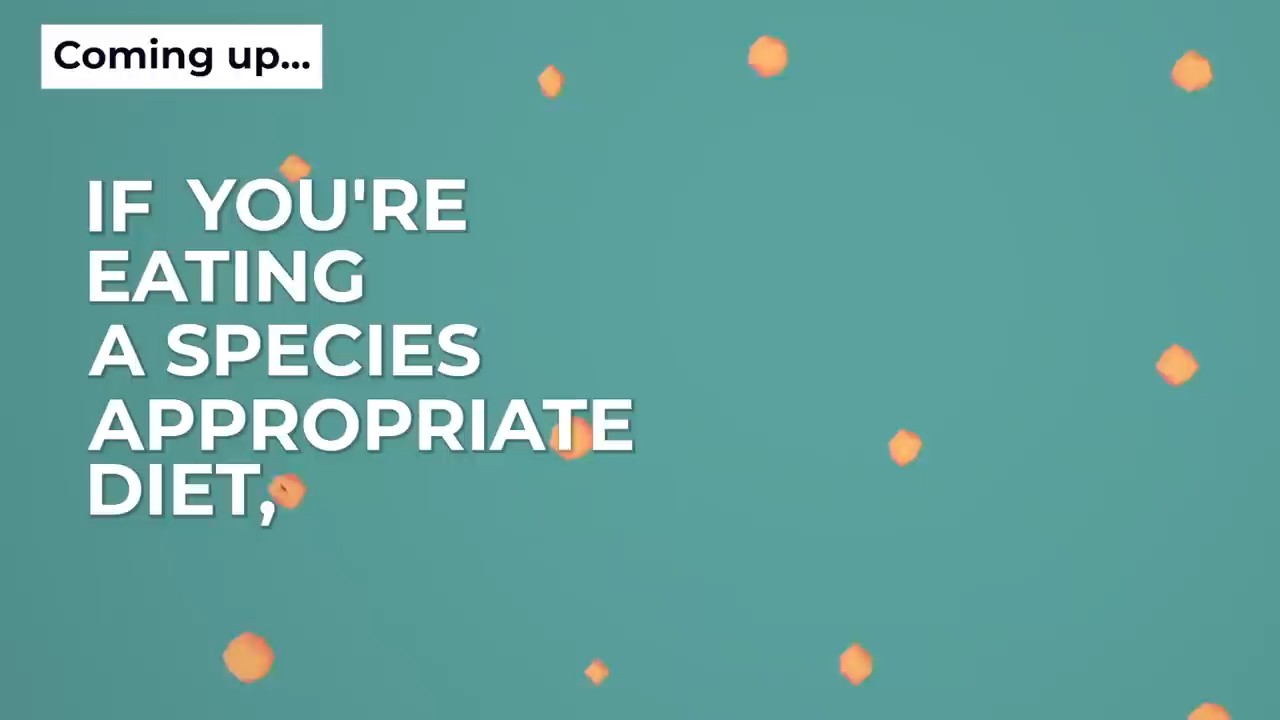 Coming up...
IF YOU'RE
EATING
A SPECIES
APPROPRIATE
DIET,